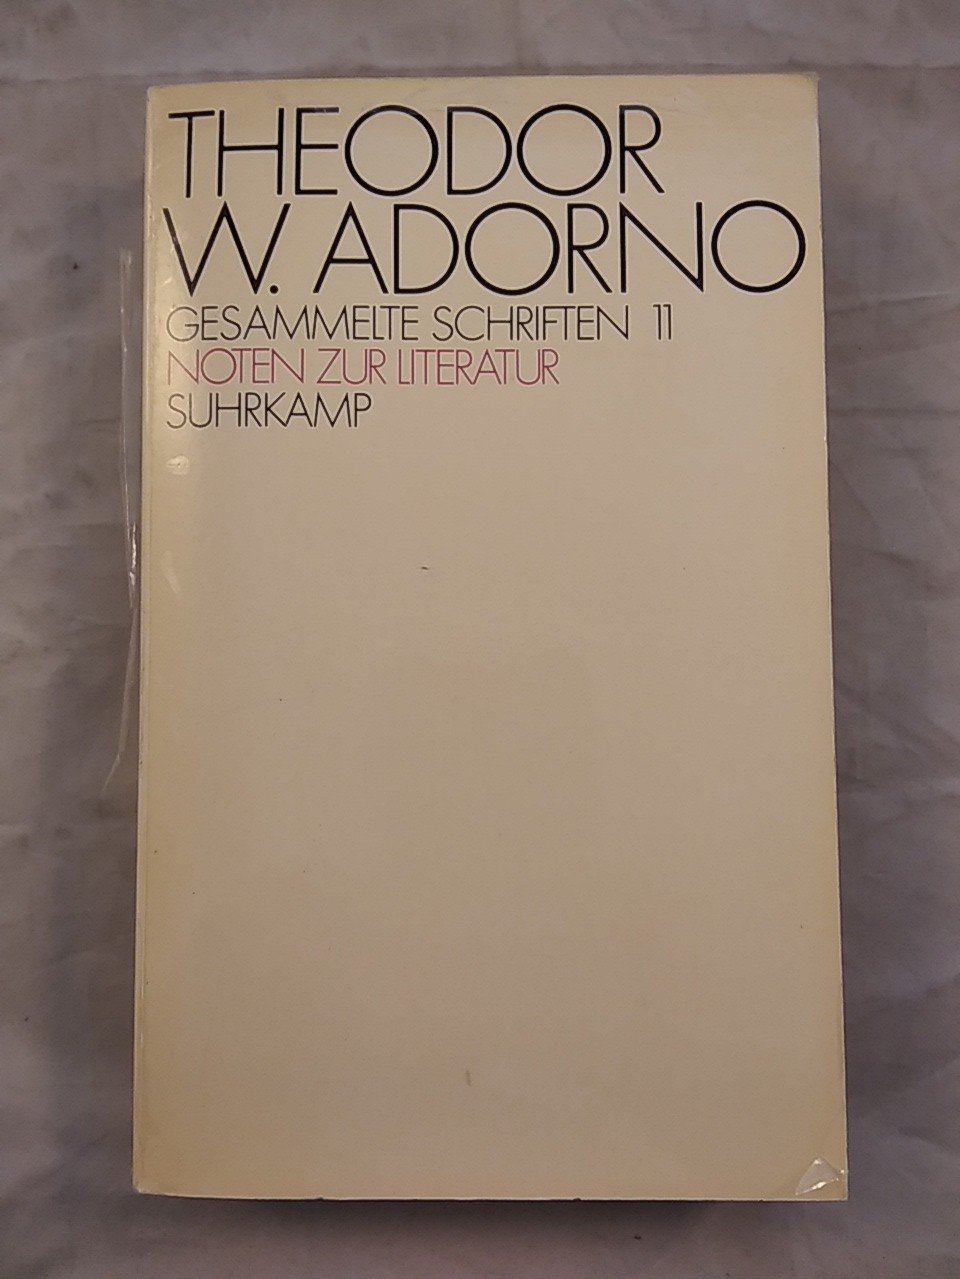 THEODOR
W. ADORNO
GESAMMELTE SCHRIFTEN 11
NOTEN ZUR LITERATUR
SUHRKAMP